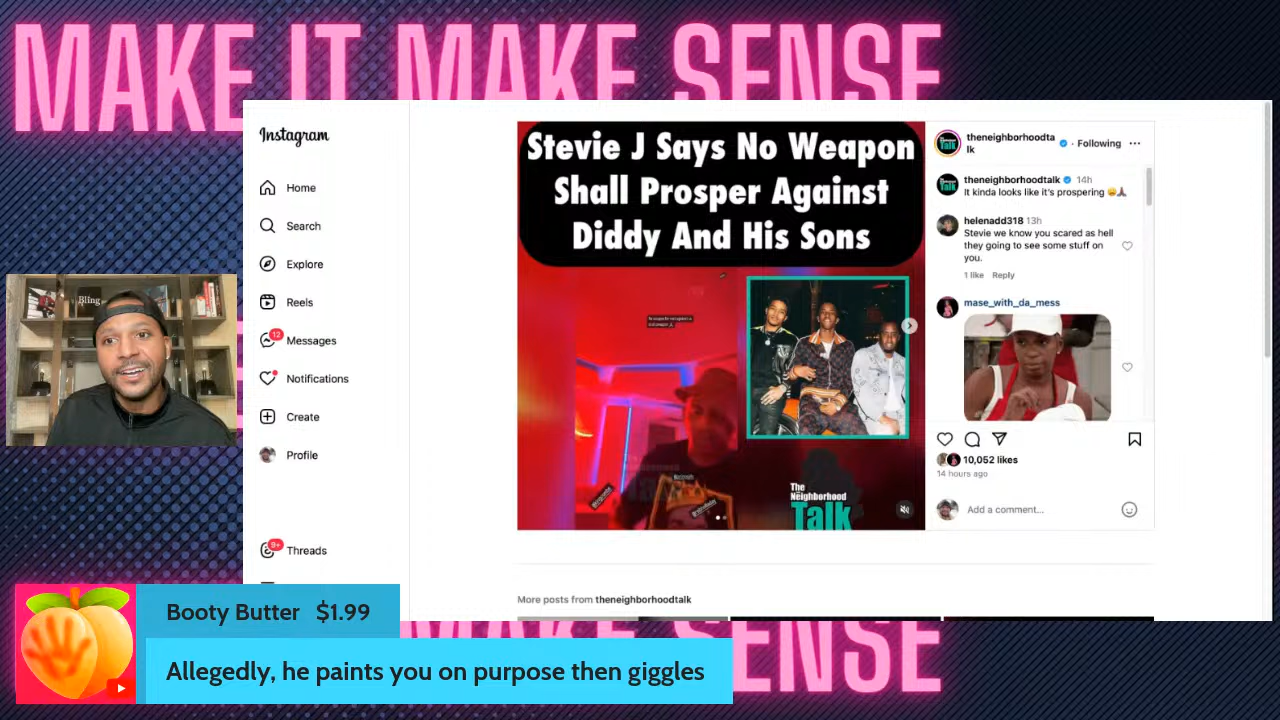 MAKE IT MAKE SENSE
Instagram
Home
Search
Explore
Reels
12
Messages
Notifications
Create
Profile
9+
Threads
Stevie J Says No Weapon
Shall Prosper Against
Diddy And His Sons
The
Neighborhood
Talk
theneighborhoodta
lk
· Following
theneighborhoodtalk 14h
It kinda looks like it's prospering 😩🙏🏾
helenadd318 13h
Stevie we know you scared as hell
they going to see some stuff on
you.
1 like Reply
mase_with_da_mess
10,052 likes
14 hours ago
Add a comment...
More posts from theneighborhoodtalk
Bling
Booty Butter $1.99
Allegedly, he paints you on purpose then giggles
MAKE SENSE